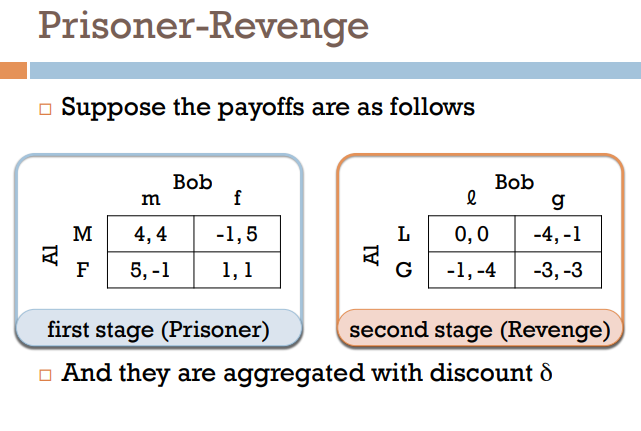 Prisoner-Revenge
Suppose the payoffs are as follows
Bob
m f
Al
M 4, 4 -1, 5
F 5, -1 1, 1
first stage (Prisoner)
Bob
ℓ g
Al
L 0, 0 -4, -1
G -1, -4 -3, -3
second stage (Revenge)
And they are aggregated with discount δ